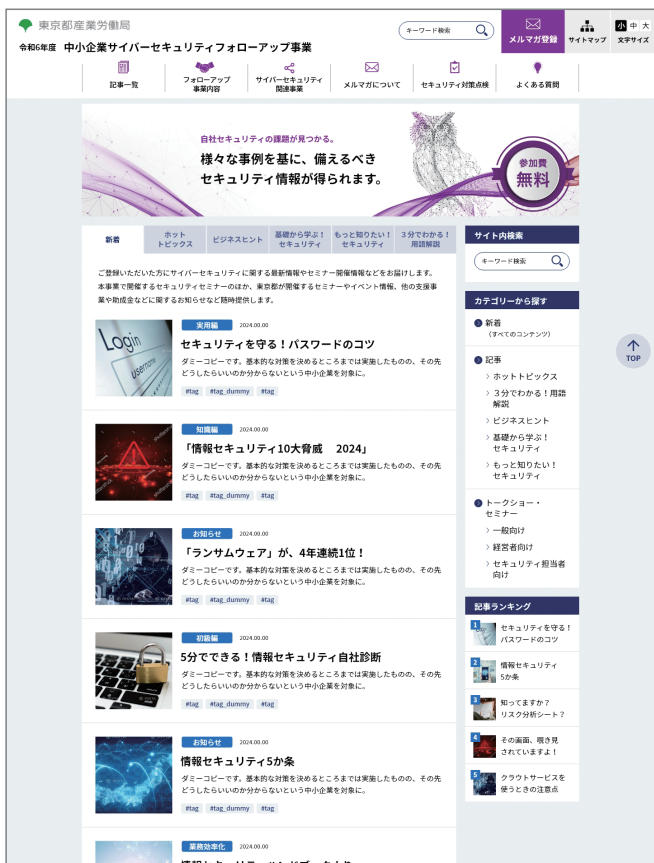 東京都産業労働局
令和6年度 中小企業サイバーセキュリティフォローアップ事業
キーワード検索
メルマガ登録
サイトマップ
小 中 大
文字サイズ
記事一覧
フォローアップ
事業内容
サイバーセキュリティ
関連事業
メルマガについて
セキュリティ対策点検
よくある質問
自社セキュリティの課題が見つかる。
様々な事例を基に、備えるべき
セキュリティ情報が得られます。
参加費
無料
新着
ホット
トピックス
ビジネスヒント
基礎から学ぶ！
セキュリティ
もっと知りたい！
セキュリティ
3分でわかる！
用語解説
ご登録いただいた方にサイバーセキュリティに関する最新情報やセミナー開催情報などをお届けします。
本事業で開催するセキュリティセミナーのほか、東京都が開催するセミナーやイベント情報、他の支援事
業や助成金などに関するお知らせなど随時提供します。
Login
username
実用編 2024.00.00
セキュリティを守る！パスワードのコツ
ダミーコピーです。基本的な対策を決めるところまでは実施したものの、その先
どうしたらいいのか分からないという中小企業を対象に。
#tag #tag_dummy #tag
知識編 2024.00.00
「情報セキュリティ10大脅威　2024」
ダミーコピーです。基本的な対策を決めるところまでは実施したものの、その先
どうしたらいいのか分からないという中小企業を対象に。
#tag #tag_dummy #tag
お知らせ 2024.00.00
「ランサムウェア」が、4年連続1位！
ダミーコピーです。基本的な対策を決めるところまでは実施したものの、その先
どうしたらいいのか分からないという中小企業を対象に。
#tag #tag_dummy #tag
初級編 2024.00.00
5分でできる！情報セキュリティ自社診断
ダミーコピーです。基本的な対策を決めるところまでは実施したものの、その先
どうしたらいいのか分からないという中小企業を対象に。
#tag #tag_dummy #tag
お知らせ 2024.00.00
情報セキュリティ5か条
ダミーコピーです。基本的な対策を決めるところまでは実施したものの、その先
どうしたらいいのか分からないという中小企業を対象に。
#tag #tag_dummy #tag
業務効率化 2024.00.00
サイト内検索
キーワード検索
カテゴリーから探す
新着
（すべてのコンテンツ）
記事
ホットトピックス
3分でわかる！用語
解説
ビジネスヒント
基礎から学ぶ！
セキュリティ
もっと知りたい！
セキュリティ
トークショー・
セミナー
一般向け
経営者向け
セキュリティ担当者
向け
記事ランキング
1 セキュリティを守る！
パスワードのコツ
2 情報セキュリティ
5か条
3 知ってますか？
リスク分析シート？
4 その画面、覗き見
されていますよ！
5 クラウトサービスを
使うときの注意点
TOP